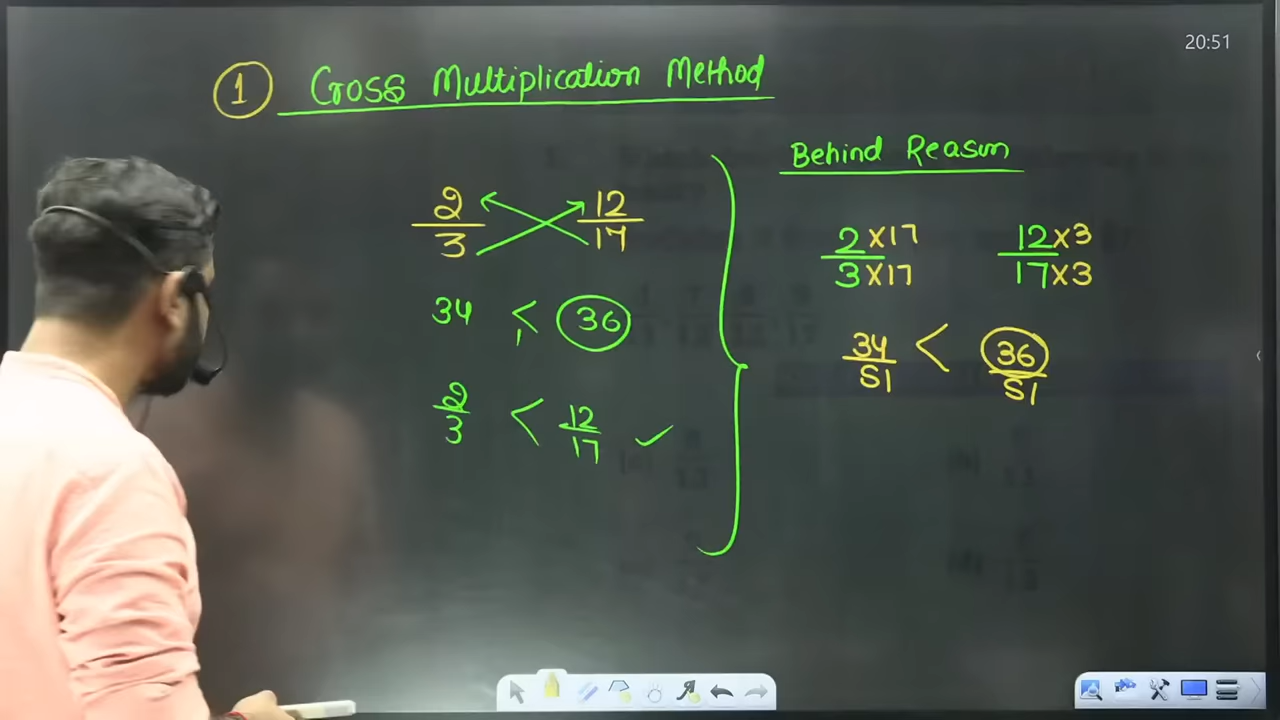 20:51
1 Cross Multiplication Method
Behind Reason
2/3 12/17
34 < 36
2/3 < 12/17 ✓
2×17/3×17 12×3/17×3
34/51 < 36/51